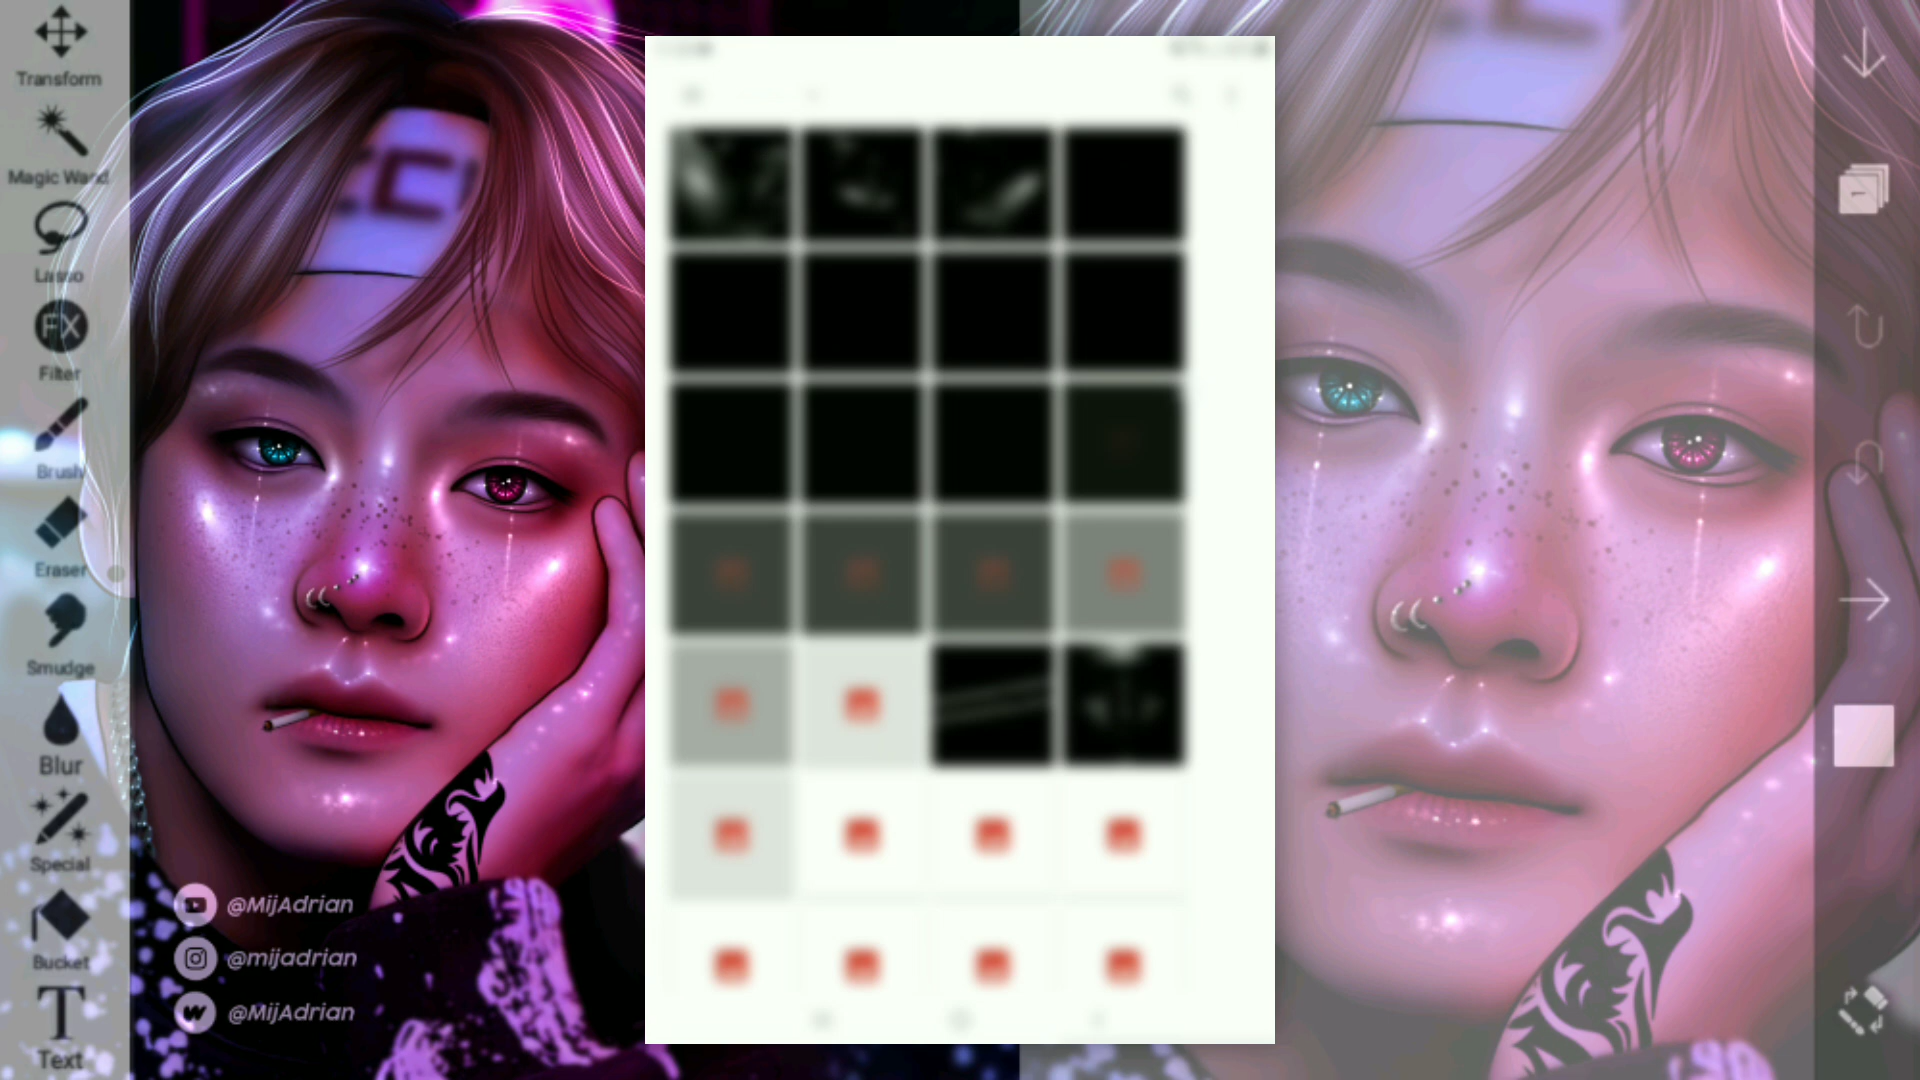 Transform
Magic Wand
Lasso
FX
Filter
Brush
Eraser
Smudge
Blur
Special
Bucket
T
Text
@MijAdrian
@mijadrian
@MijAdrian